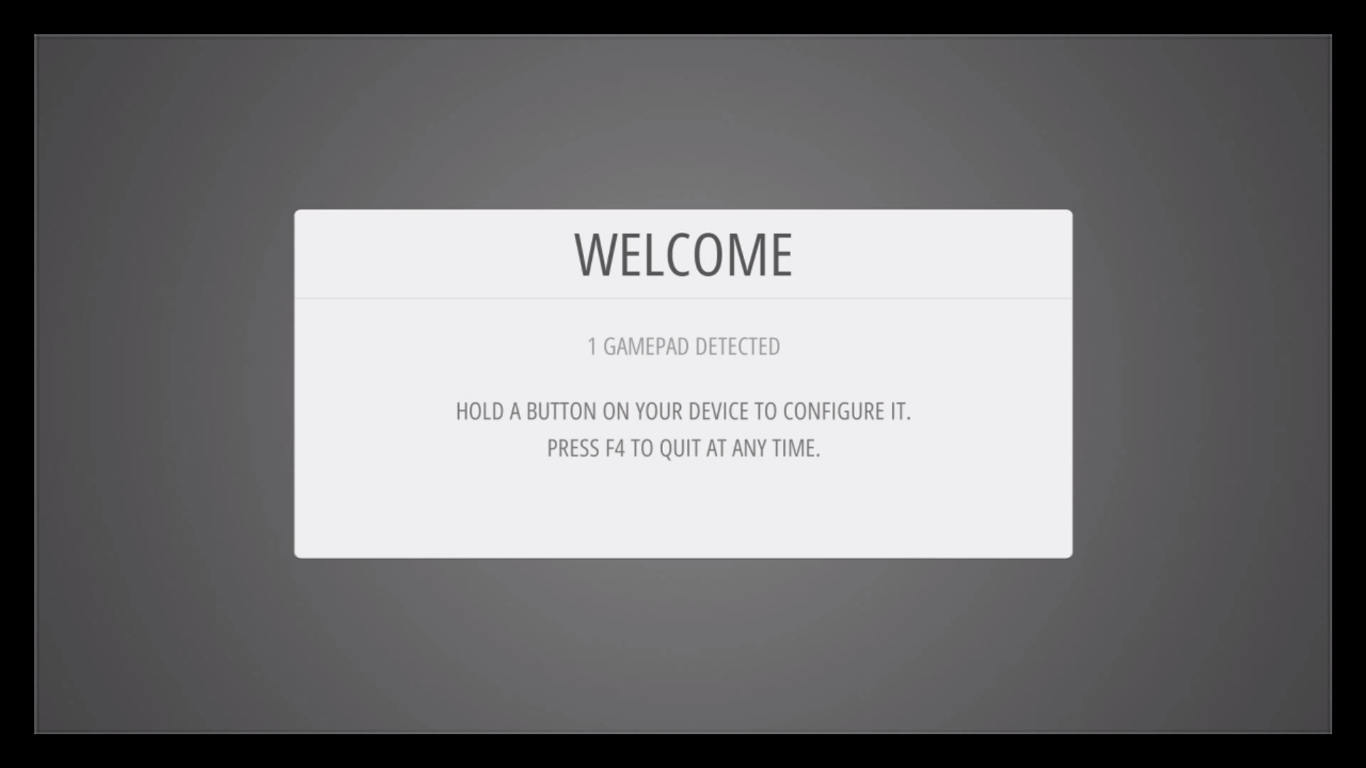 WELCOME
1 GAMEPAD DETECTED
HOLD A BUTTON ON YOUR DEVICE TO CONFIGURE IT.
PRESS F4 TO QUIT AT ANY TIME.